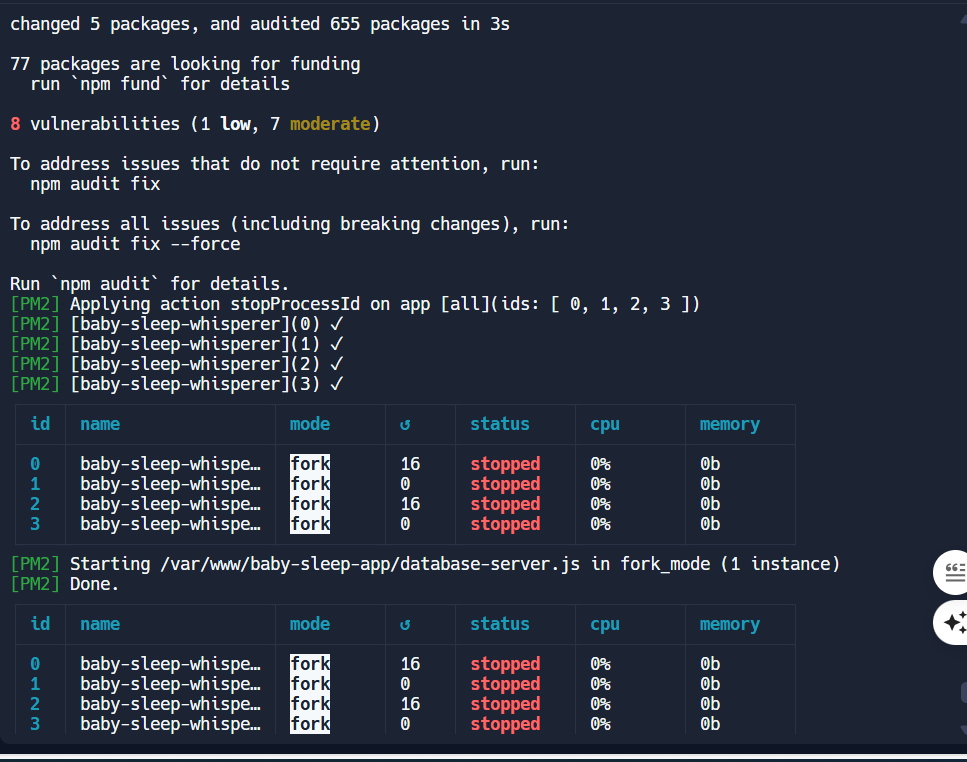 changed 5 packages, and audited 655 packages in 3s
77 packages are looking for funding
run `npm fund` for details
8 vulnerabilities (1 low, 7 moderate)
To address issues that do not require attention, run:
npm audit fix
To address all issues (including breaking changes), run:
npm audit fix --force
Run `npm audit` for details.
[PM2] Applying action stopProcessId on app [all](ids: [ 0, 1, 2, 3 ])
[PM2] [baby-sleep-whisperer](0) ✓
[PM2] [baby-sleep-whisperer](1) ✓
[PM2] [baby-sleep-whisperer](2) ✓
[PM2] [baby-sleep-whisperer](3) ✓
id name mode ↺ status cpu memory
0 baby-sleep-whispe… fork 16 stopped 0% 0b
1 baby-sleep-whispe… fork 0 stopped 0% 0b
2 baby-sleep-whispe… fork 16 stopped 0% 0b
3 baby-sleep-whispe… fork 0 stopped 0% 0b
[PM2] Starting /var/www/baby-sleep-app/database-server.js in fork_mode (1 instance)
[PM2] Done.
id name mode ↺ status cpu memory
0 baby-sleep-whispe… fork 16 stopped 0% 0b
1 baby-sleep-whispe… fork 0 stopped 0% 0b
2 baby-sleep-whispe… fork 16 stopped 0% 0b
3 baby-sleep-whispe… fork 0 stopped 0% 0b